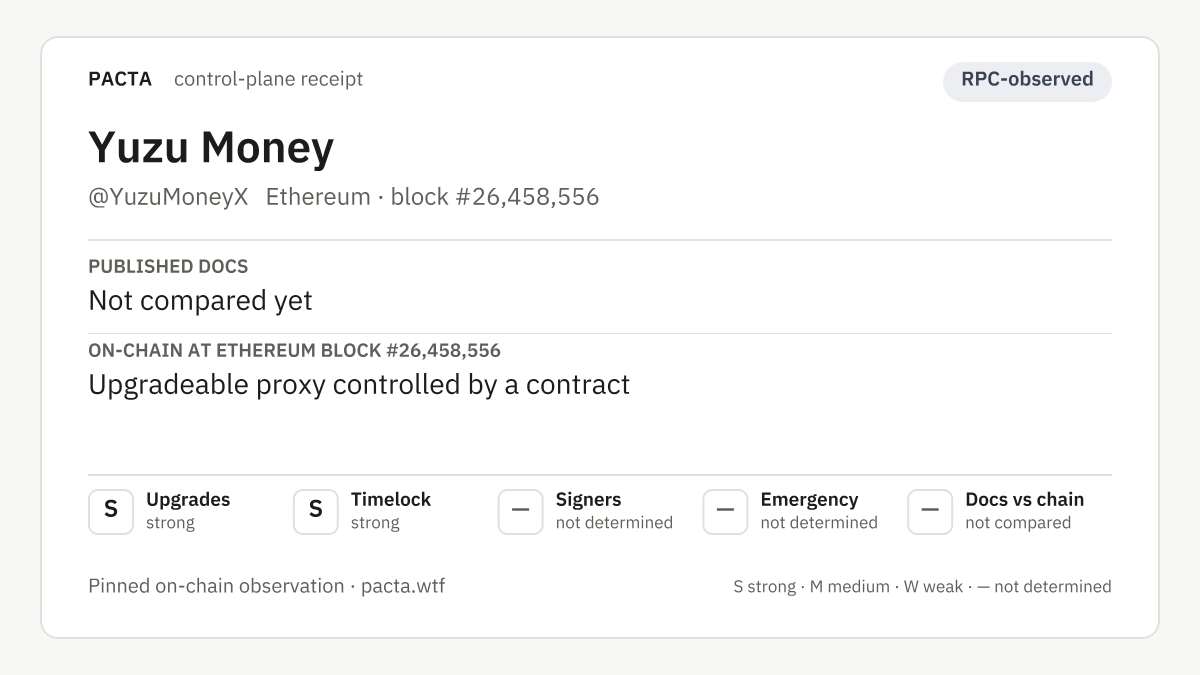 PACTA control-plane receipt RPC-observed
Yuzu Money
@YuzuMoneyX Ethereum · block #26,458,556
PUBLISHED DOCS
Not compared yet
ON-CHAIN AT ETHEREUM BLOCK #26,458,556
Upgradeable proxy controlled by a contract
S Upgrades strong
S Timelock strong
— Signers not determined
— Emergency not determined
— Docs vs chain not compared
Pinned on-chain observation · pacta.wtf
S strong · M medium · W weak · — not determined